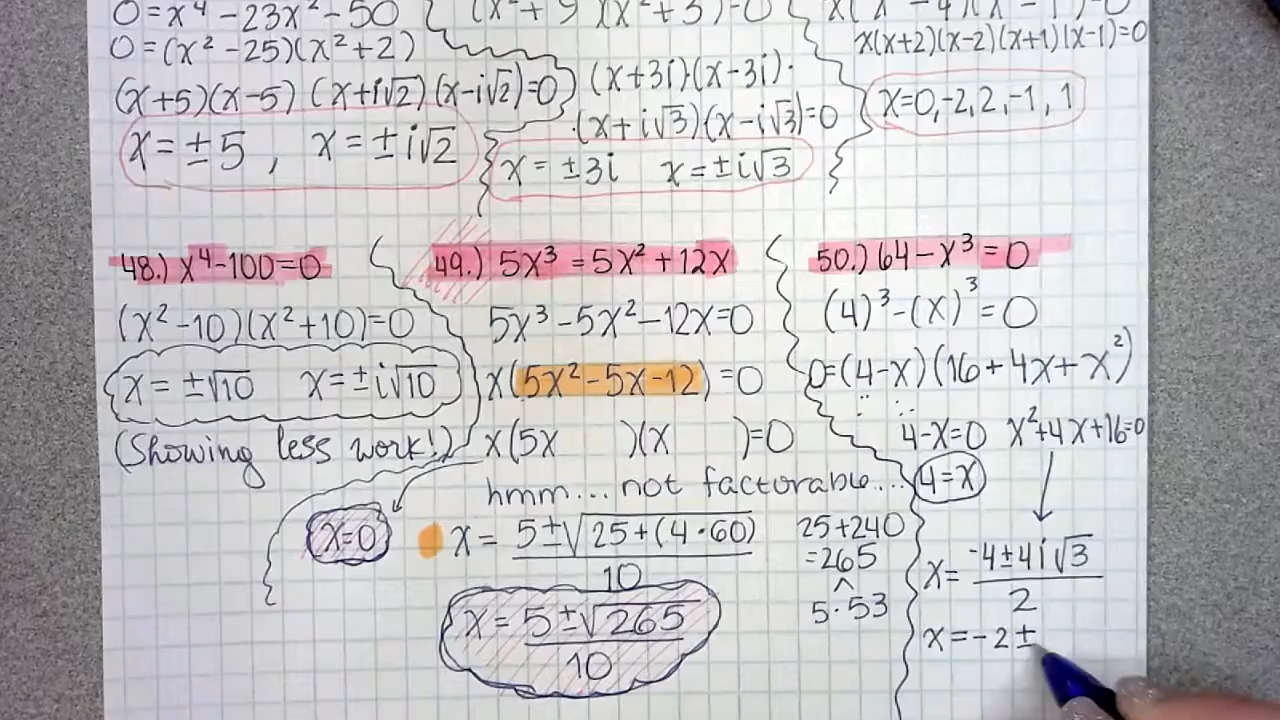 0=x⁴-23x²-50
0=(x²-25)(x²+2)
(x+5)(x-5) (x+i√2)(x-i√2)=0
x=±5, x=±i√2
(x²+9)(x²+3)=0
(x+3i)(x-3i)·
(x+i√3)(x-i√3)=0
x=±3i x=±i√3
x(x+2)(x-2)(x+1)(x-1)=0
x=0,-2,2,-1,1
48.) x⁴-100=0
(x²-10)(x²+10)=0
x=±√10 x=±i√10
(Showing less work!)
49.) 5x³=5x²+12x
5x³-5x²-12x=0
x(5x²-5x-12)=0
x(5x )(x )=0
hmm...not factorable...
x=0
x=(5±√(25+(4·60)))/10
25+240
=265
5·53
x=(5±√265)/10
50.) 64-x³=0
(4)³-(x)³=0
0=(4-x)(16+4x+x²)
4-x=0 x²+4x+16=0
4=x
x=(-4±4i√3)/2
x=-2±